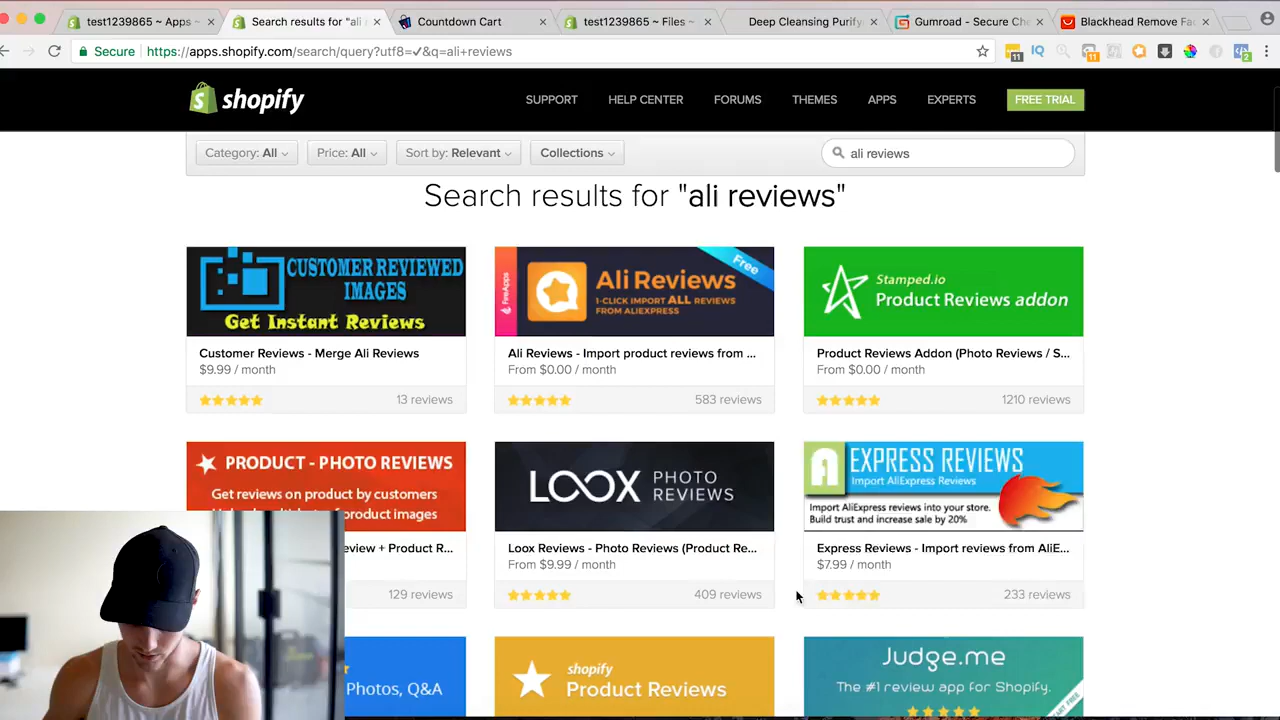 test1239865 ~ Apps ~
Search results for "ali
Countdown Cart
test1239865 ~ Files ~
Deep Cleansing Purify
Gumroad - Secure Che
Blackhead Remove Fac
Secure
https://apps.shopify.com/search/query?utf8=✓&q=ali+reviews
11
IQ
11
2
shopify
SUPPORT
HELP CENTER
FORUMS
THEMES
APPS
EXPERTS
FREE TRIAL
Category: All
Price: All
Sort by: Relevant
Collections
ali reviews
Search results for "ali reviews"
CUSTOMER REVIEWED
IMAGES
Get Instant Reviews
Customer Reviews - Merge Ali Reviews
$9.99 / month
13 reviews
FireApps
Ali Reviews
1-CLICK IMPORT ALL REVIEWS
FROM ALIEXPRESS
Free
Ali Reviews - Import product reviews from ...
From $0.00 / month
583 reviews
Stamped.io
Product Reviews addon
Product Reviews Addon (Photo Reviews / S...
From $0.00 / month
1210 reviews
PRODUCT - PHOTO REVIEWS
Get reviews on product by customers
product images
eview + Product R...
129 reviews
LOOX PHOTO
REVIEWS
Loox Reviews - Photo Reviews (Product Re...
From $9.99 / month
409 reviews
EXPRESS REVIEWS
Import AliExpress Reviews
Import AliExpress reviews into your store.
Build trust and increase sale by 20%
Express Reviews - Import reviews from AliE...
$7.99 / month
233 reviews
Photos, Q&A
shopify
Product Reviews
Judge.me
The #1 review app for Shopify.
START FREE